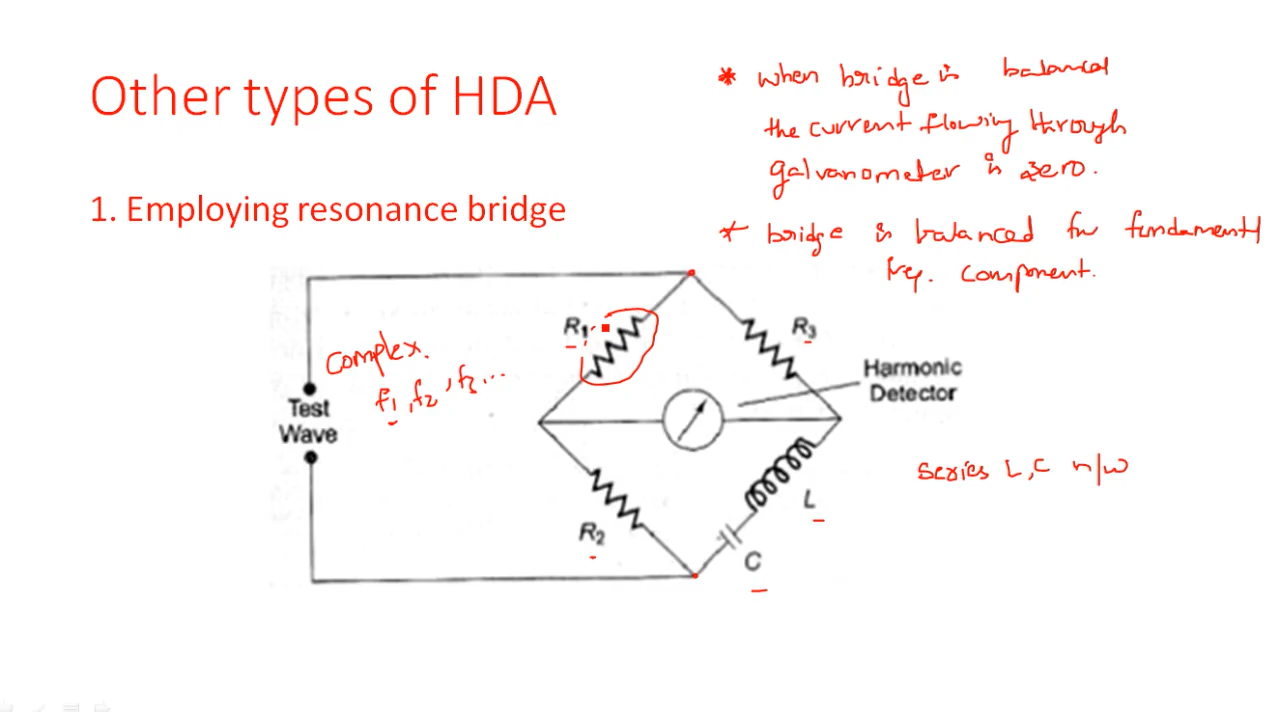 Other types of HDA
1. Employing resonance bridge
* when bridge is balanced
the current flowing through
galvanometer is zero.
* bridge is balanced for fundamentl
freq. component.
R1
R3
complex.
f1, f2, f3...
Harmonic
Detector
Test
Wave
series L, C n/w
L
R2
C